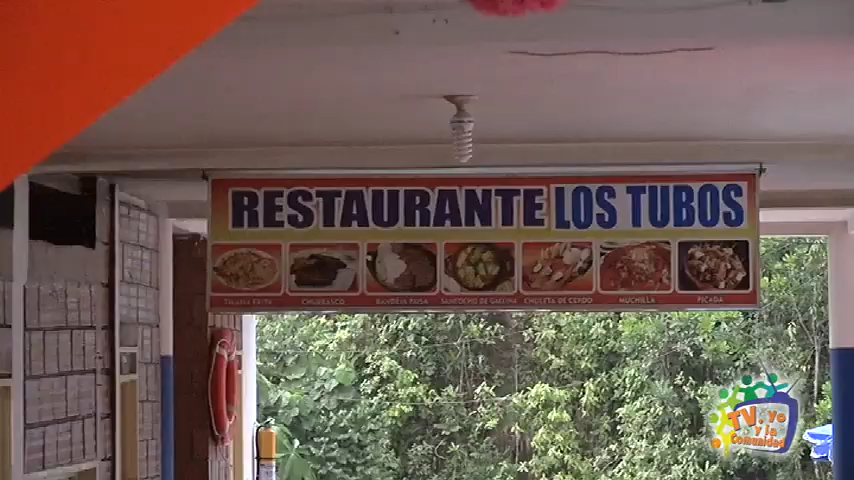 RESTAURANTE LOS TUBOS
CHURRASCO
BANDEJA PAISA
SANCOCHO DE GALLINA
CHULETA DE CERDO
MUCHILLA
PICADA
TV, yo
y la
Comunidad